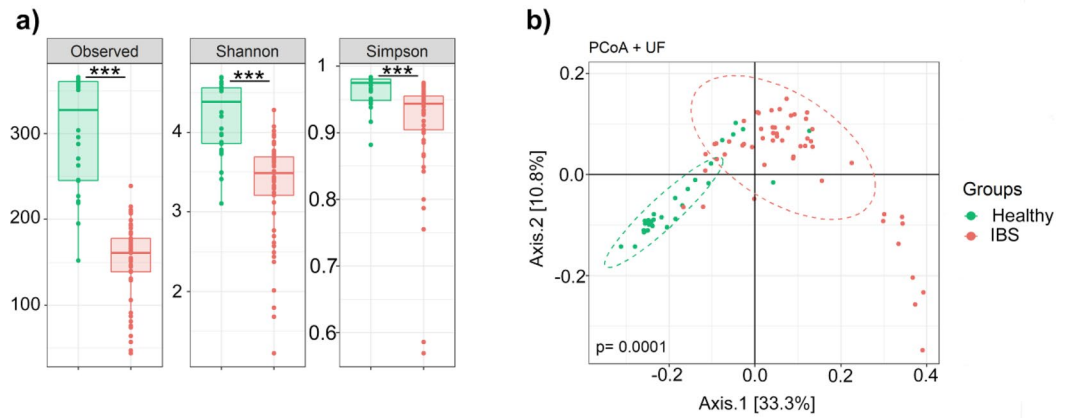 a)
Observed
Shannon
Simpson
***
***
***
300
200
100
4
3
2
1
0.9
0.8
0.7
0.6
b)
PCoA + UF
0.2
0.0
-0.2
Axis.2 [10.8%]
p= 0.0001
-0.2
0.0
0.2
0.4
Axis.1 [33.3%]
Groups
Healthy
IBS